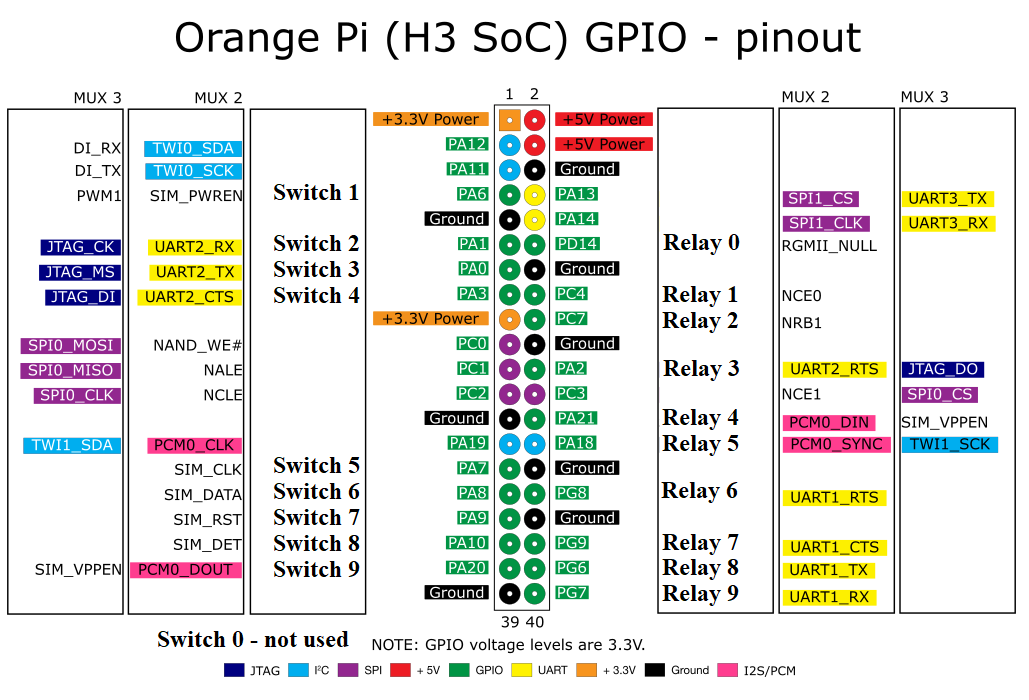 Orange Pi (H3 SoC) GPIO - pinout
MUX 3 MUX 2 1 2 MUX 2 MUX 3
+3.3V Power +5V Power
DI_RX TWI0_SDA PA12 +5V Power
DI_TX TWI0_SCK PA11 Ground
PWM1 SIM_PWREN Switch 1 PA6 PA13 SPI1_CS UART3_TX
Ground PA14 SPI1_CLK UART3_RX
JTAG_CK UART2_RX Switch 2 PA1 PD14 Relay 0 RGMII_NULL
JTAG_MS UART2_TX Switch 3 PA0 Ground
JTAG_DI UART2_CTS Switch 4 PA3 PC4 Relay 1 NCE0
+3.3V Power PC7 Relay 2 NRB1
SPI0_MOSI NAND_WE# PC0 Ground
SPI0_MISO NALE PC1 PA2 Relay 3 UART2_RTS JTAG_DO
SPI0_CLK NCLE PC2 PC3 NCE1 SPI0_CS
Ground PA21 Relay 4 PCM0_DIN SIM_VPPEN
TWI1_SDA PCM0_CLK PA19 PA18 Relay 5 PCM0_SYNC TWI1_SCK
SIM_CLK Switch 5 PA7 Ground
SIM_DATA Switch 6 PA8 PG8 Relay 6 UART1_RTS
SIM_RST Switch 7 PA9 Ground
SIM_DET Switch 8 PA10 PG9 Relay 7 UART1_CTS
SIM_VPPEN PCM0_DOUT Switch 9 PA20 PG6 Relay 8 UART1_TX
Ground PG7 Relay 9 UART1_RX
39 40
Switch 0 - not used NOTE: GPIO voltage levels are 3.3V.
JTAG I²C SPI + 5V GPIO UART + 3.3V Ground I2S/PCM